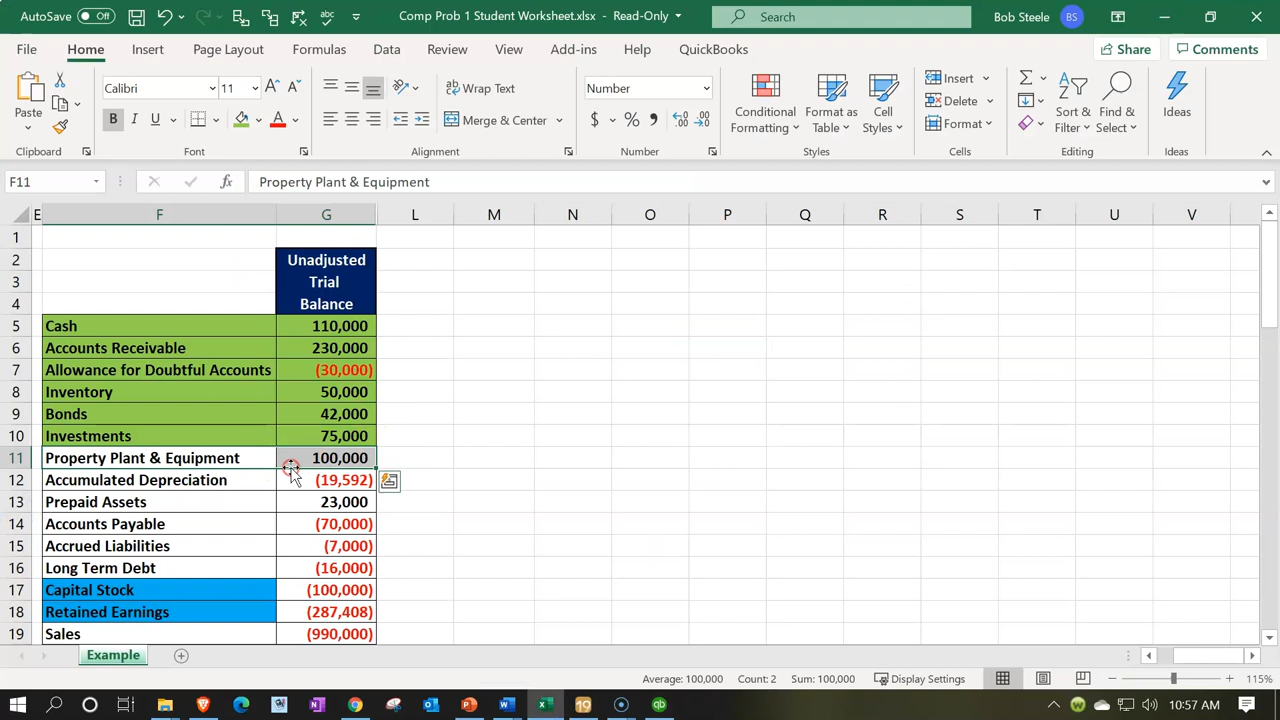 AutoSave Off Comp Prob 1 Student Worksheet.xlsx - Read-Only Search Bob Steele BS
File Home Insert Page Layout Formulas Data Review View Add-ins Help QuickBooks Share Comments
Paste Calibri 11 B I U A Wrap Text Merge & Center Number $ % Conditional Formatting Format as Table Cell Styles Insert Delete Format Sort & Filter Find & Select Ideas
Clipboard Font Alignment Number Styles Cells Editing Ideas
F11 fx Property Plant & Equipment
E F G L M N O P Q R S T U V
1
2 Unadjusted
3 Trial
4 Balance
5 Cash 110,000
6 Accounts Receivable 230,000
7 Allowance for Doubtful Accounts (30,000)
8 Inventory 50,000
9 Bonds 42,000
10 Investments 75,000
11 Property Plant & Equipment 100,000
12 Accumulated Depreciation (19,592)
13 Prepaid Assets 23,000
14 Accounts Payable (70,000)
15 Accrued Liabilities (7,000)
16 Long Term Debt (16,000)
17 Capital Stock (100,000)
18 Retained Earnings (287,408)
19 Sales (990,000)
Example
Average: 100,000 Count: 2 Sum: 100,000 Display Settings 115%
10:57 AM